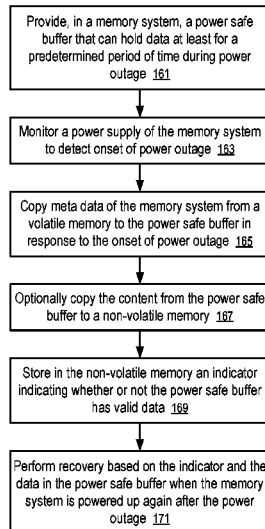 Provide, in a memory system, a power safe
buffer that can hold data at least for a
predetermined period of time during power
outage 161
Monitor a power supply of the memory system
to detect onset of power outage 163
Copy meta data of the memory system from a
volatile memory to the power safe buffer in
response to the onset of power outage 165
Optionally copy the content from the power safe
buffer to a non-volatile memory 167
Store in the non-volatile memory an indicator
indicating whether or not the power safe buffer
has valid data 169
Perform recovery based on the indicator and the
data in the power safe buffer when the memory
system is powered up again after the power
outage 171